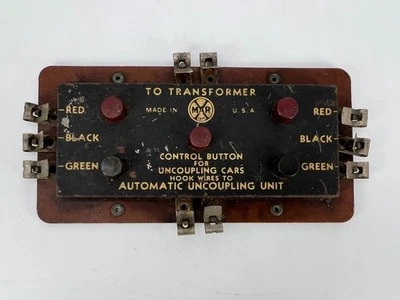 TO TRANSFORMER
RED MADE IN MAR U.S.A. RED
BLACK BLACK
CONTROL BUTTON
GREEN FOR GREEN
UNCOUPLING CARS
HOOK WIRES TO
AUTOMATIC UNCOUPLING UNIT